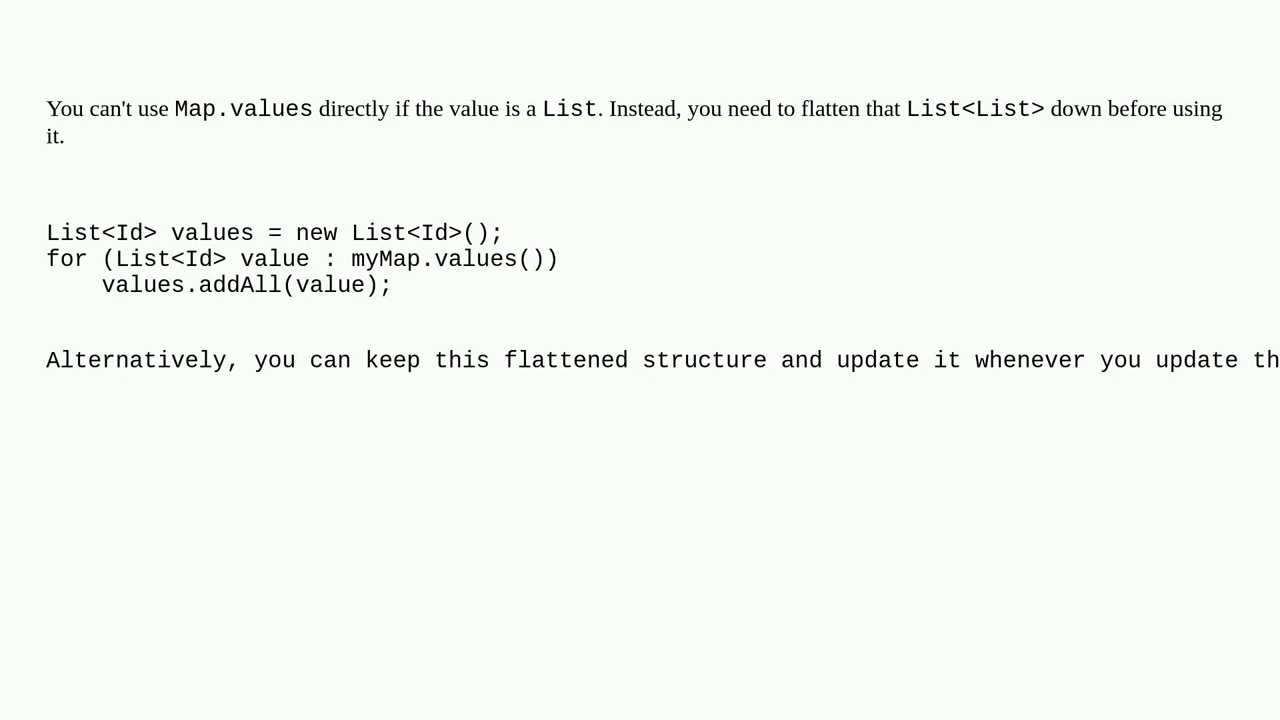 You can't use Map.values directly if the value is a List. Instead, you need to flatten that List<List> down before using
it.
List<Id> values = new List<Id>();
for (List<Id> value : myMap.values())
    values.addAll(value);
Alternatively, you can keep this flattened structure and update it whenever you update th